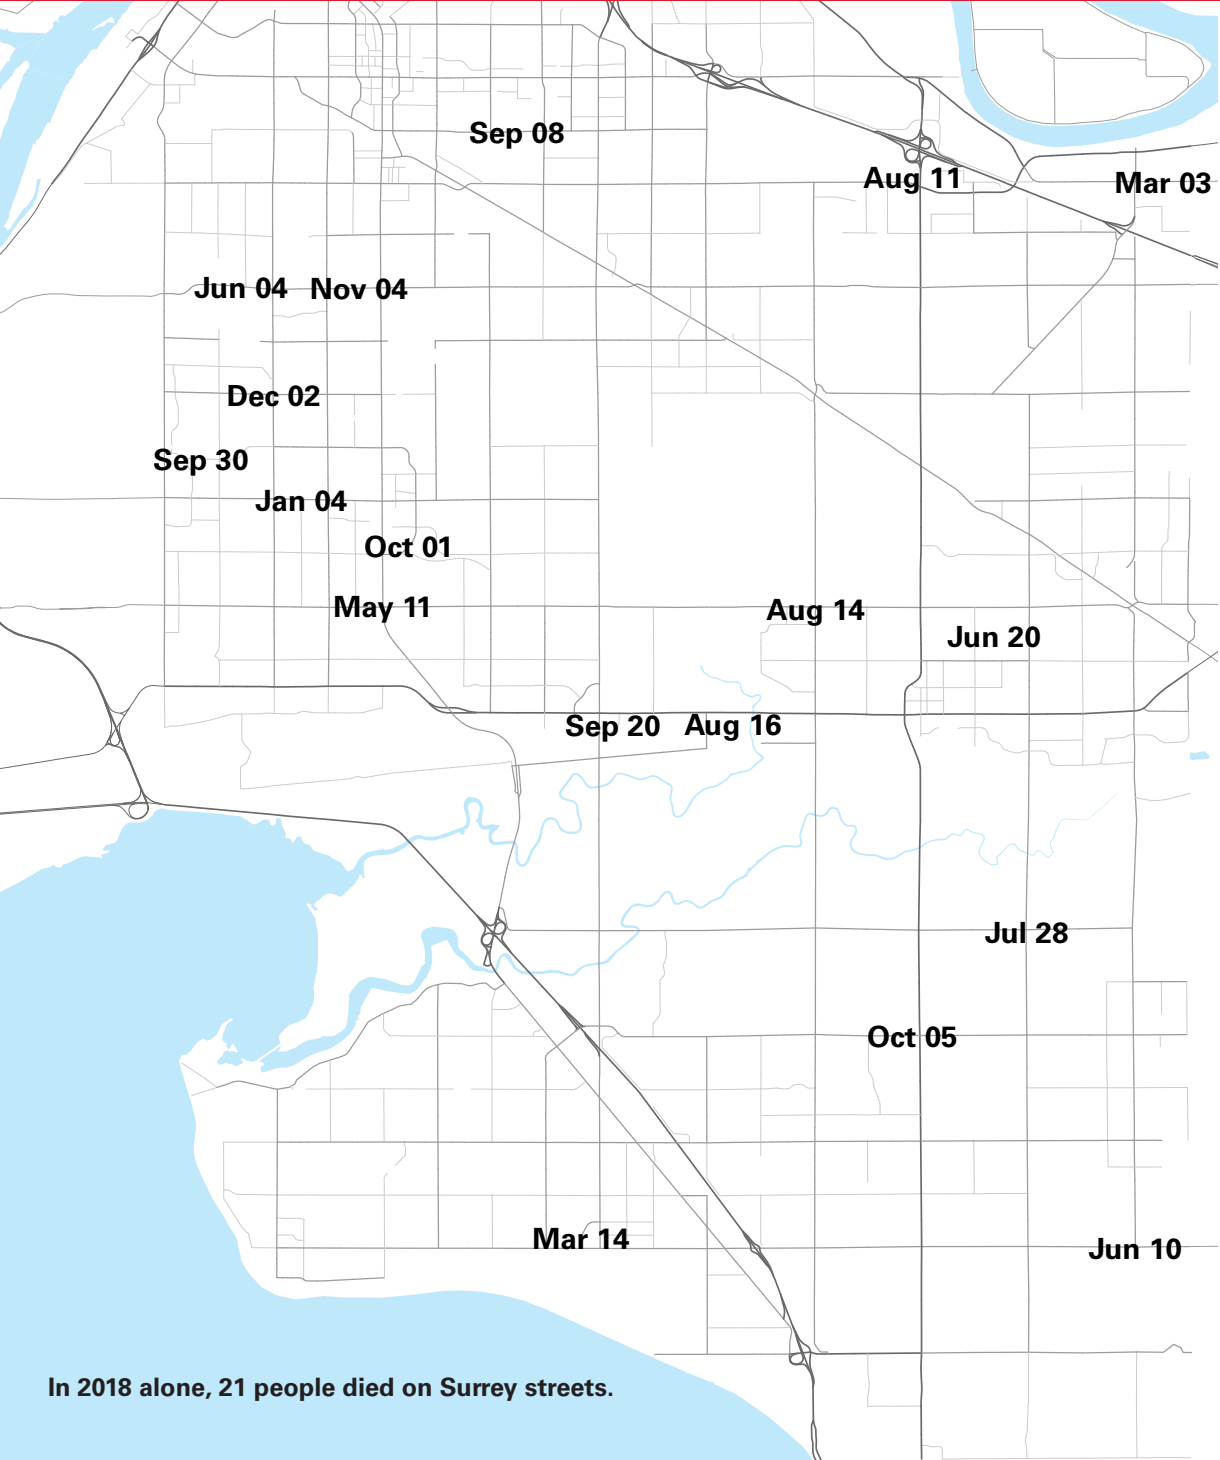 Sep 08
Aug 11
Mar 03
Jun 04
Nov 04
Dec 02
Sep 30
Jan 04
Oct 01
May 11
Aug 14
Jun 20
Sep 20
Aug 16
Jul 28
Oct 05
Mar 14
Jun 10
In 2018 alone, 21 people died on Surrey streets.